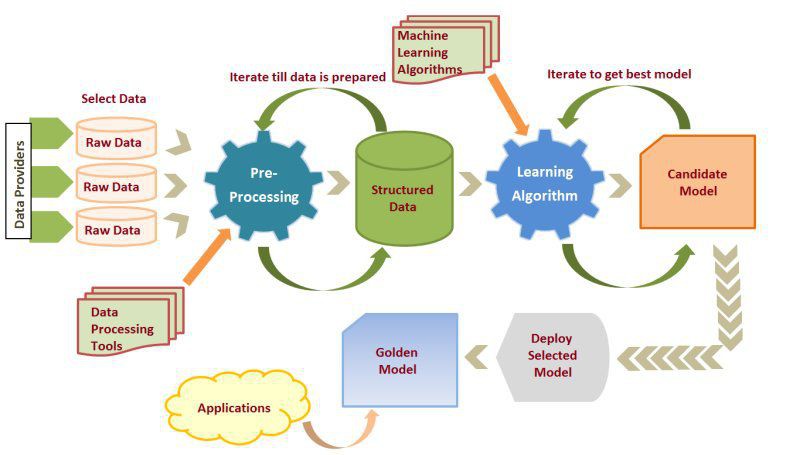 Machine
Learning
Algorithms
Iterate till data is prepared
Iterate to get best model
Select Data
Data Providers
Raw Data
Raw Data
Raw Data
Pre-
Processing
Structured
Data
Learning
Algorithm
Candidate
Model
Data
Processing
Tools
Golden
Model
Deploy
Selected
Model
Applications